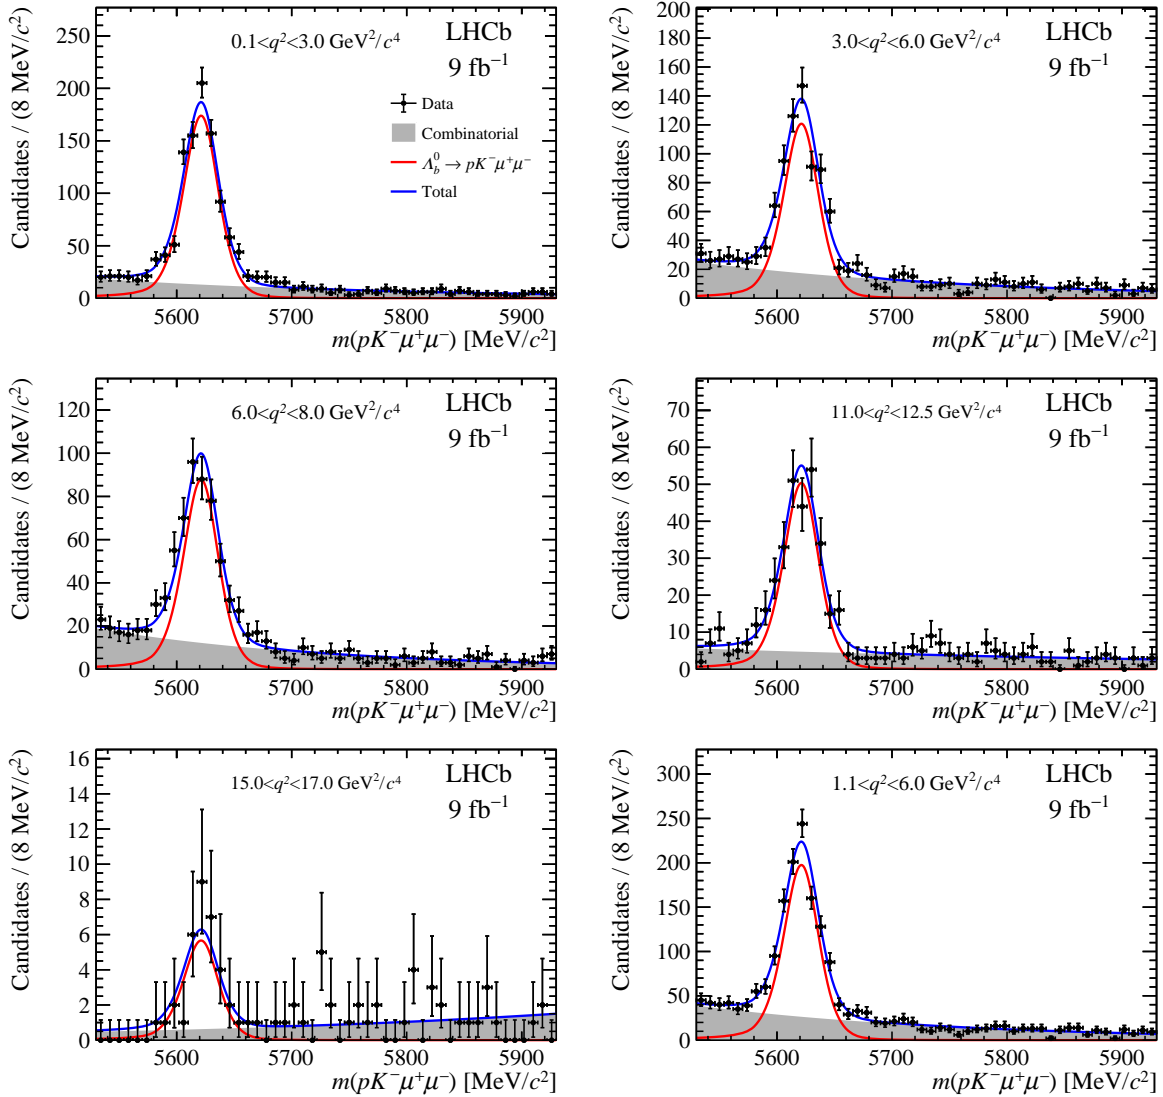 0.1<q²<3.0 GeV²/c⁴
LHCb
9 fb⁻¹
Data
Combinatorial
Λ⁰_b → pK⁻μ⁺μ⁻
Total
Candidates / (8 MeV/c²)
250
200
150
100
50
0
5600 5700 5800 5900
m(pK⁻μ⁺μ⁻) [MeV/c²]
3.0<q²<6.0 GeV²/c⁴
LHCb
9 fb⁻¹
Candidates / (8 MeV/c²)
200
180
160
140
120
100
80
60
40
20
0
5600 5700 5800 5900
m(pK⁻μ⁺μ⁻) [MeV/c²]
6.0<q²<8.0 GeV²/c⁴
LHCb
9 fb⁻¹
Candidates / (8 MeV/c²)
120
100
80
60
40
20
0
5600 5700 5800 5900
m(pK⁻μ⁺μ⁻) [MeV/c²]
11.0<q²<12.5 GeV²/c⁴
LHCb
9 fb⁻¹
Candidates / (8 MeV/c²)
70
60
50
40
30
20
10
0
5600 5700 5800 5900
m(pK⁻μ⁺μ⁻) [MeV/c²]
15.0<q²<17.0 GeV²/c⁴
LHCb
9 fb⁻¹
Candidates / (8 MeV/c²)
16
14
12
10
8
6
4
2
0
5600 5700 5800 5900
m(pK⁻μ⁺μ⁻) [MeV/c²]
1.1<q²<6.0 GeV²/c⁴
LHCb
9 fb⁻¹
Candidates / (8 MeV/c²)
300
250
200
150
100
50
0
5600 5700 5800 5900
m(pK⁻μ⁺μ⁻) [MeV/c²]